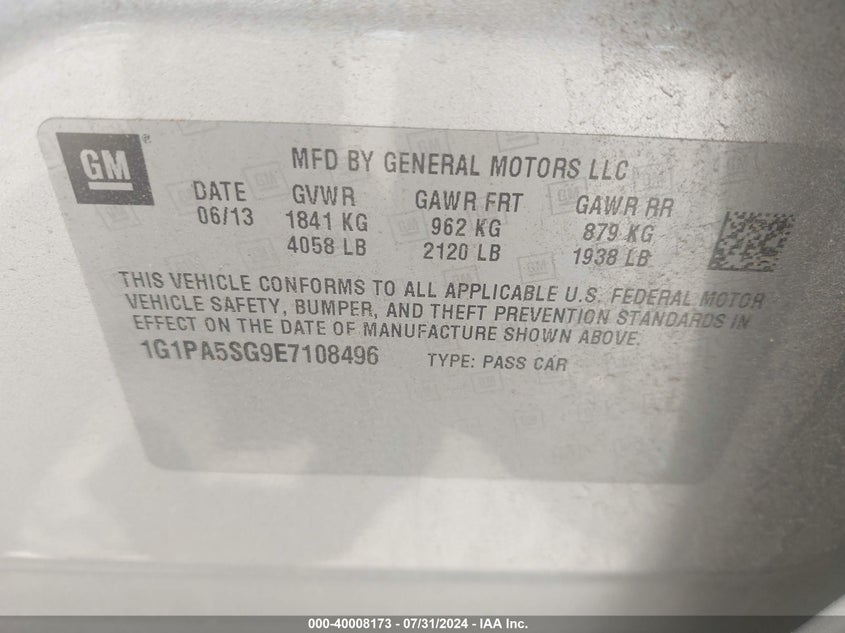 GM®
MFD BY GENERAL MOTORS LLC
DATE GVWR GAWR FRT GAWR RR
06/13 1841 KG 962 KG 879 KG
4058 LB 2120 LB 1938 LB
THIS VEHICLE CONFORMS TO ALL APPLICABLE U.S. FEDERAL MOTOR
VEHICLE SAFETY, BUMPER, AND THEFT PREVENTION STANDARDS IN
EFFECT ON THE DATE OF MANUFACTURE SHOWN ABOVE.
1G1PA5SG9E7108496 TYPE: PASS CAR
000-40008173 - 07/31/2024 - IAA Inc.